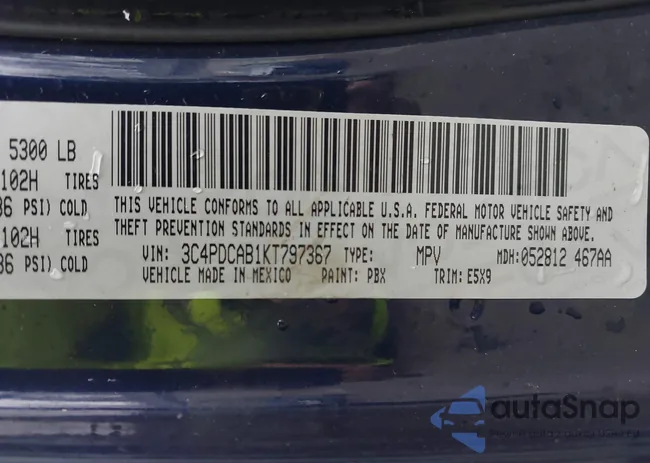 5300 LB
102H TIRES
36 PSI) COLD
102H TIRES
36 PSI) COLD
THIS VEHICLE CONFORMS TO ALL APPLICABLE U.S.A. FEDERAL MOTOR VEHICLE SAFETY AND
THEFT PREVENTION STANDARDS IN EFFECT ON THE DATE OF MANUFACTURE SHOWN ABOVE.
VIN: 3C4PDCAB1KT797367 TYPE: MPV MDH: 052812 467AA
VEHICLE MADE IN MEXICO PAINT: PBX TRIM: E5X9
autaSnap